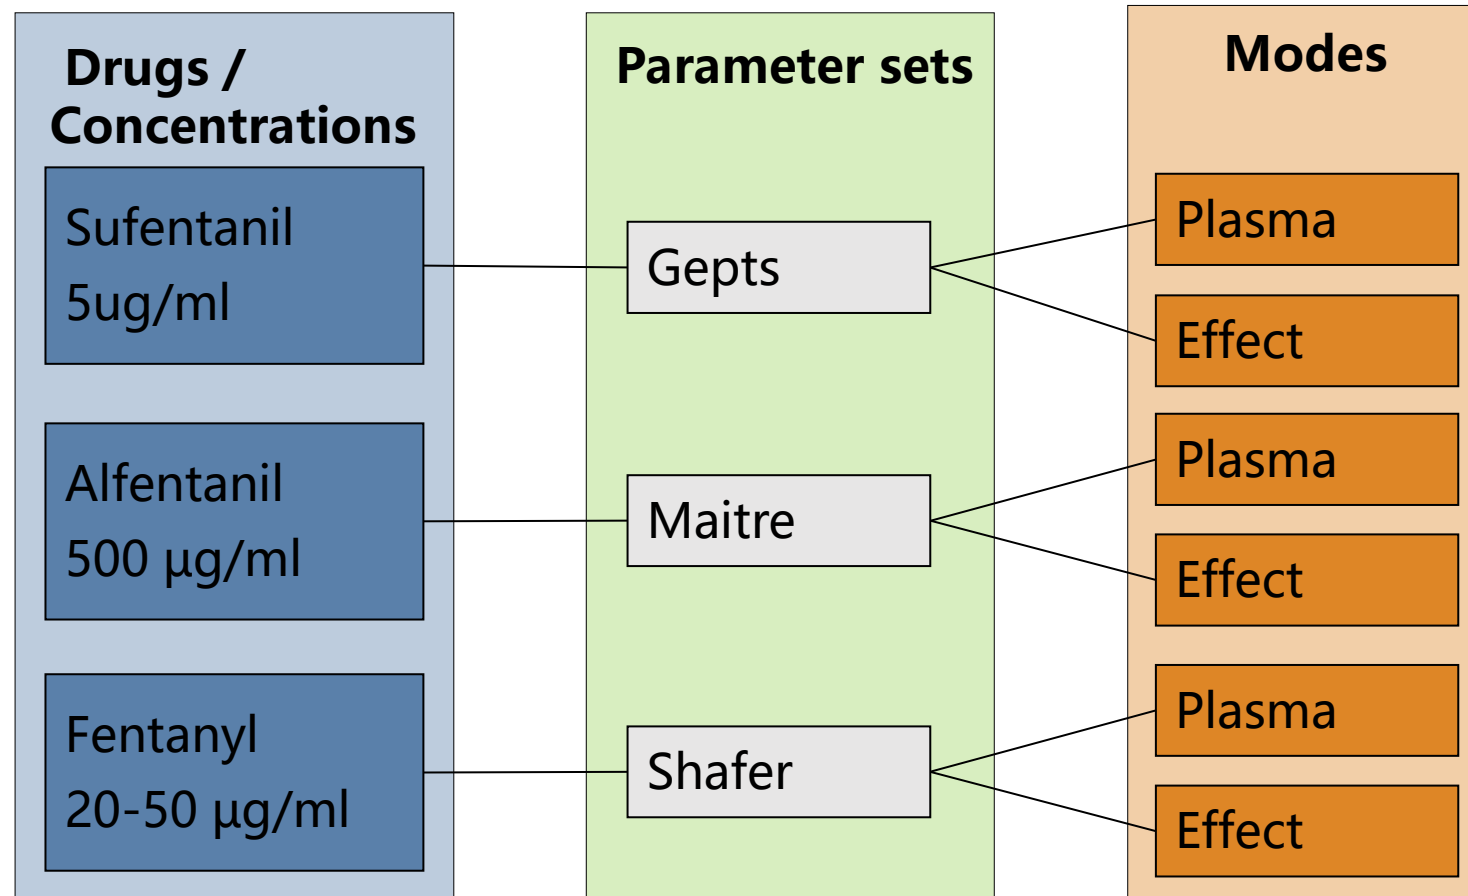 Drugs /
Concentrations
Parameter sets
Modes
Sufentanil
5ug/ml
Gepts
Plasma
Effect
Alfentanil
500 µg/ml
Maitre
Plasma
Effect
Fentanyl
20-50 µg/ml
Shafer
Plasma
Effect